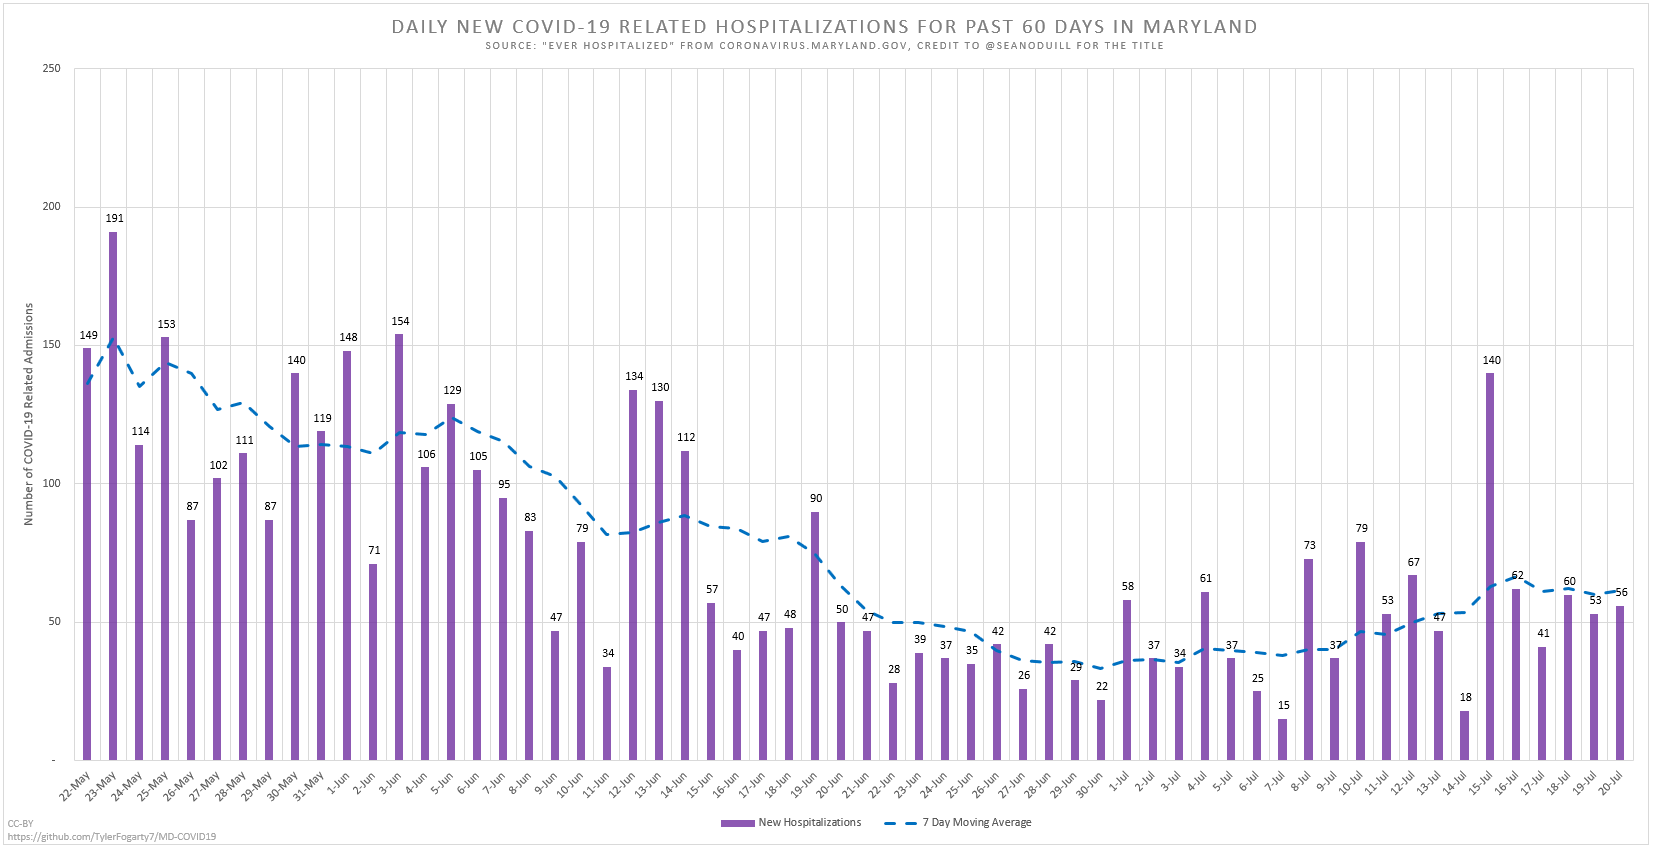 DAILY NEW COVID-19 RELATED HOSPITALIZATIONS FOR PAST 60 DAYS IN MARYLAND
SOURCE: "EVER HOSPITALIZED" FROM CORONAVIRUS.MARYLAND.GOV, CREDIT TO @SEANODUILL FOR THE TITLE
Number of COVID-19 Related Admissions
250
200
150
100
50
-
149
191
114
153
87
102
111
87
140
119
148
71
154
106
129
105
95
83
47
79
34
134
130
112
57
40
47
48
90
50
47
28
39
37
35
42
26
42
29
22
58
37
34
61
37
25
15
73
37
79
53
67
47
18
140
62
41
60
53
56
22-May
23-May
24-May
25-May
26-May
27-May
28-May
29-May
30-May
31-May
1-Jun
2-Jun
3-Jun
4-Jun
5-Jun
6-Jun
7-Jun
8-Jun
9-Jun
10-Jun
11-Jun
12-Jun
13-Jun
14-Jun
15-Jun
16-Jun
17-Jun
18-Jun
19-Jun
20-Jun
21-Jun
22-Jun
23-Jun
24-Jun
25-Jun
26-Jun
27-Jun
28-Jun
29-Jun
30-Jun
1-Jul
2-Jul
3-Jul
4-Jul
5-Jul
6-Jul
7-Jul
8-Jul
9-Jul
10-Jul
11-Jul
12-Jul
13-Jul
14-Jul
15-Jul
16-Jul
17-Jul
18-Jul
19-Jul
20-Jul
New Hospitalizations
7 Day Moving Average
CC-BY
https://github.com/TylerFogarty7/MD-COVID19